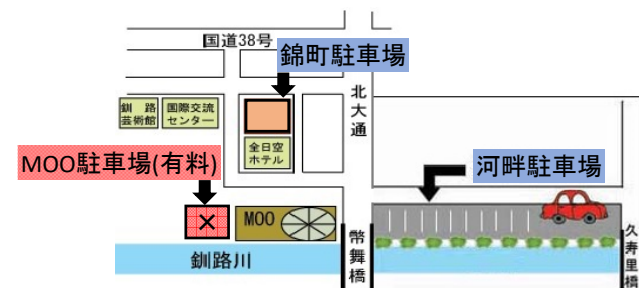 国道38号
錦町駐車場
北大通
釧路
芸術館
国際交流
センター
全日空
ホテル
MOO駐車場(有料)
河畔駐車場
MOO
幣舞橋
久寿里橋
釧路川